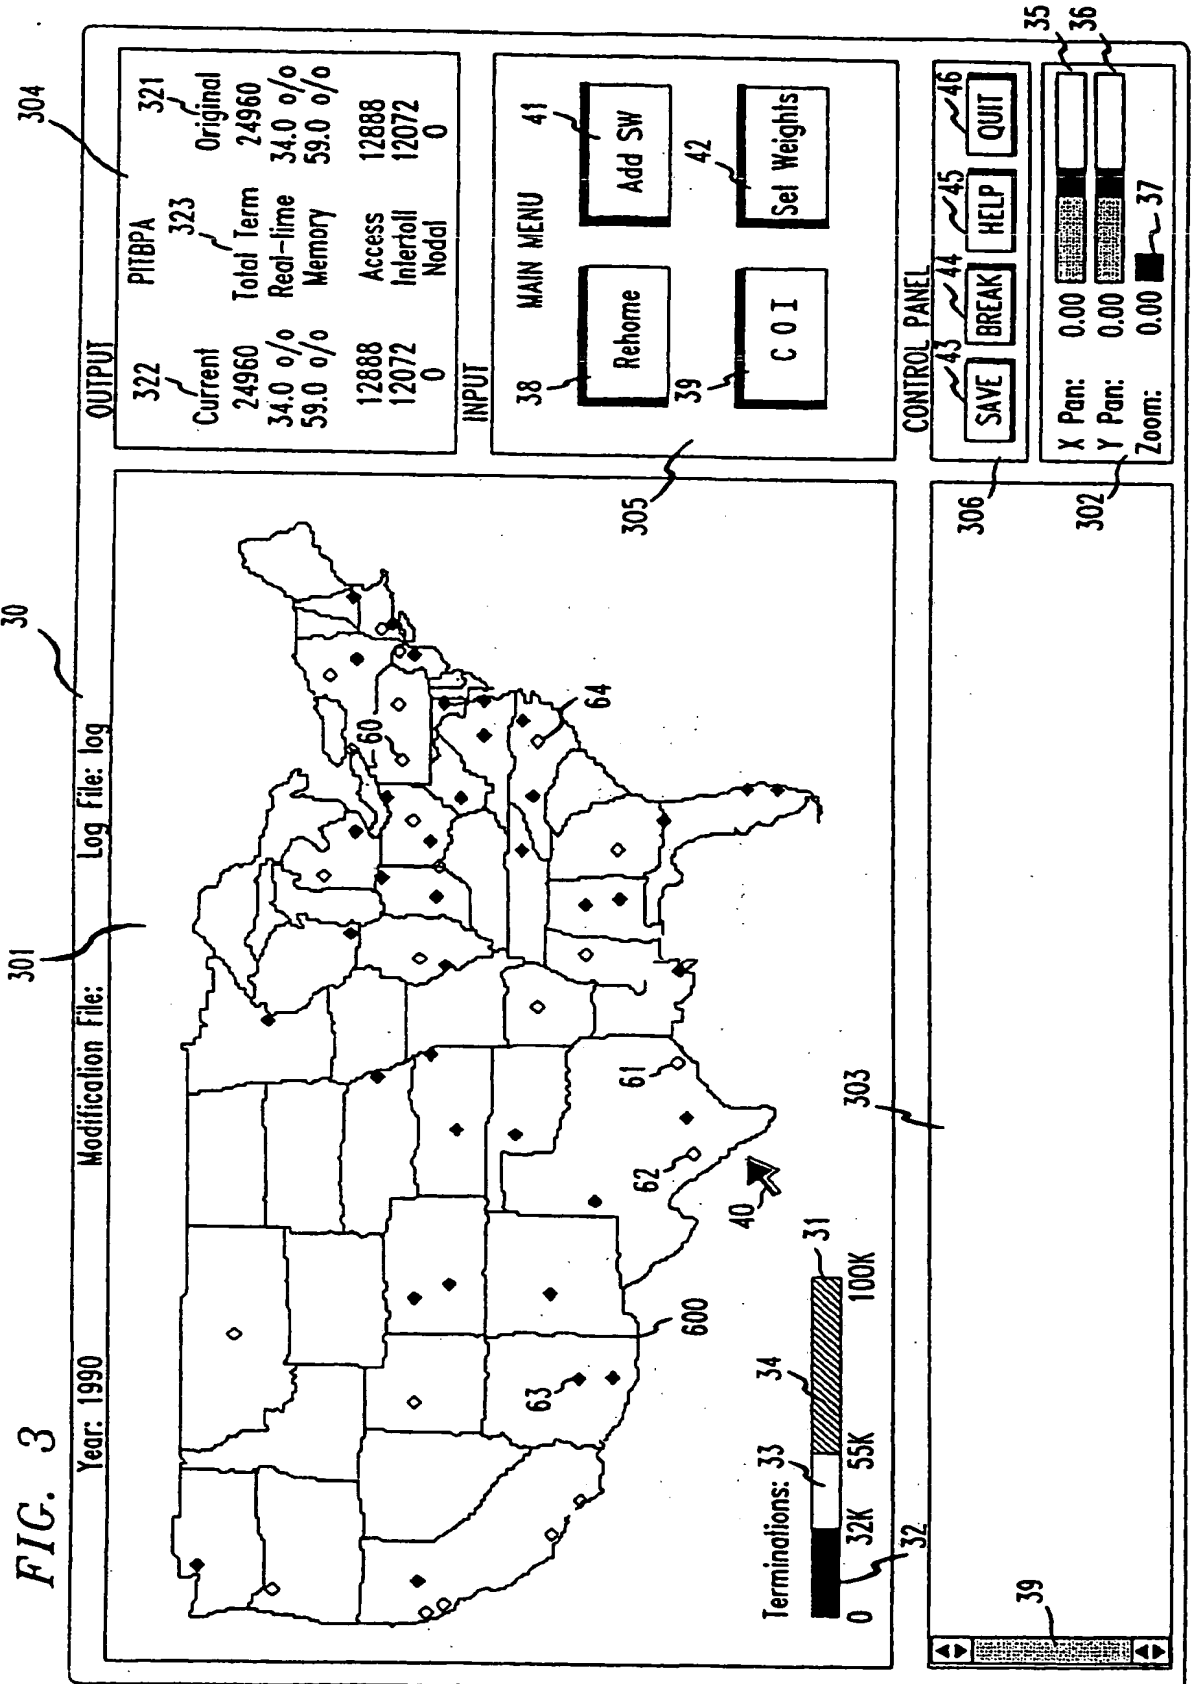 FIG. 3
30
Year: 1990 Modification File: Log File: log
301
OUTPUT
304
PITBPA
322 323 321
Current Total Term Original
24960 24960
34.0 % Real-time 34.0 %
59.0 % Memory 59.0 %
12888 Access 12888
12072 Intertoll 12072
0 Nodal 0
INPUT
MAIN MENU
38 41
Rehome Add SW
39 42
C O I Sel Weights
305
CONTROL PANEL
43 44 45 46
SAVE BREAK HELP QUIT
306
35
36
X Pan: 0.00
Y Pan: 0.00
Zoom: 0.00 37
302
60
64
63
600
62
61
40
Terminations: 33 34 31
0 32K 55K 100K
32
303
39